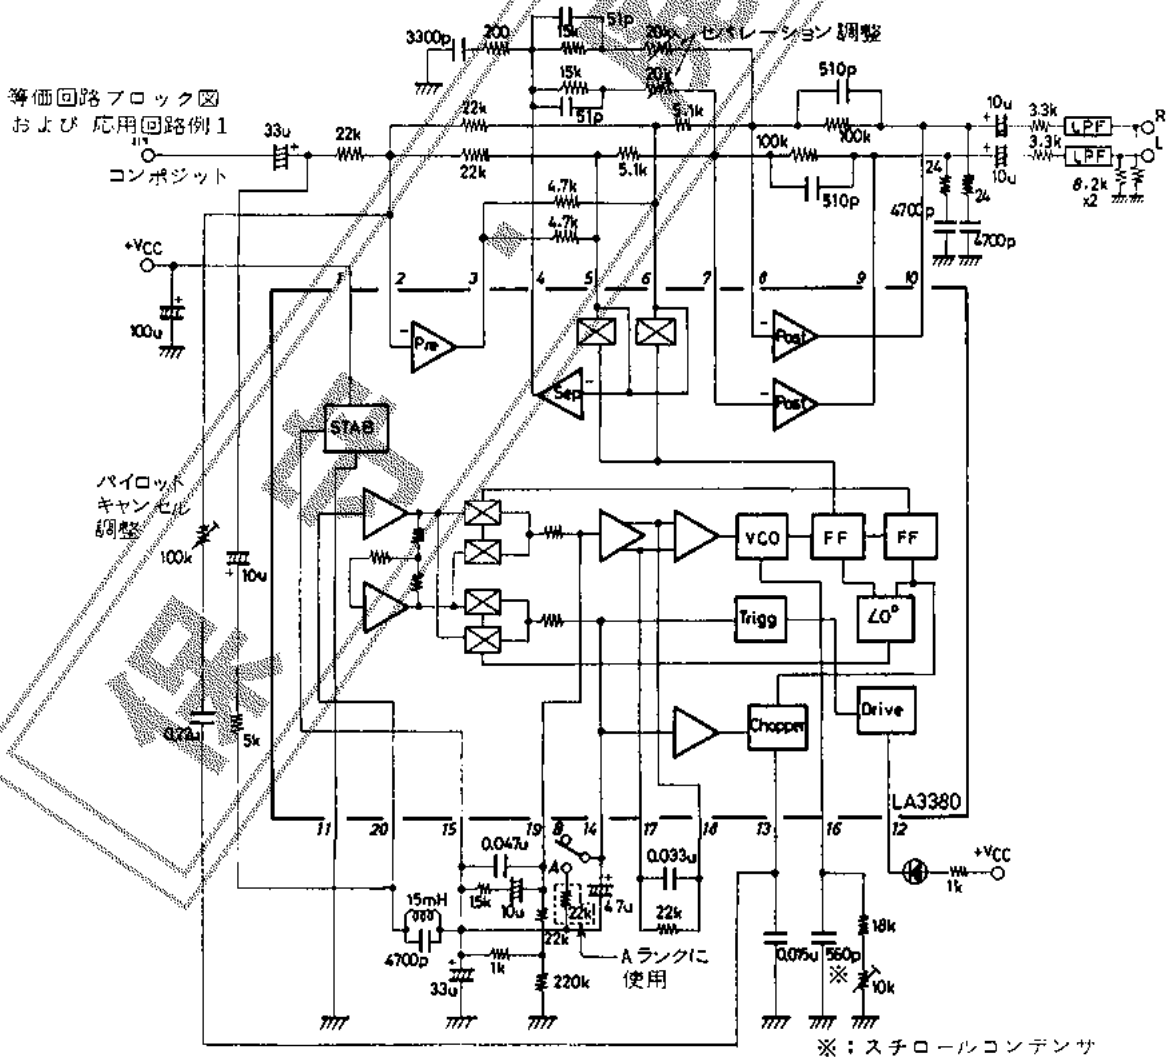 51p
3300p
200
15k
20k
セパレーション調整
15k
20k
51p
510p
等価回路ブロック図
および 応用回路例1
IN
コンポジット
33u
22k
22k
22k
5.1k
5.1k
100k
100k
510p
10u
10u
3.3k
3.3k
LPF
LPF
R
L
8.2k
x2
24
24
4700p
4700p
4.7k
4.7k
+VCC
100u
1
2
3
4
5
6
7
8
9
10
Pre
Sep
Post
Post
STAB
パイロット
キャンセル
調整
100k
10u
0.22u
5k
VCO
FF
FF
∠0°
Trigg
Chopper
Drive
LA3380
11
20
15
19
14
17
18
13
16
12
B
A
0.047u
1.5k
10u
22k
22k
4.7u
0.033u
22k
15mH
4700p
33u
1k
220k
Aランクに
使用
0.015u
560p
※
18k
10k
+VCC
1k
※:スチロールコンデンサ